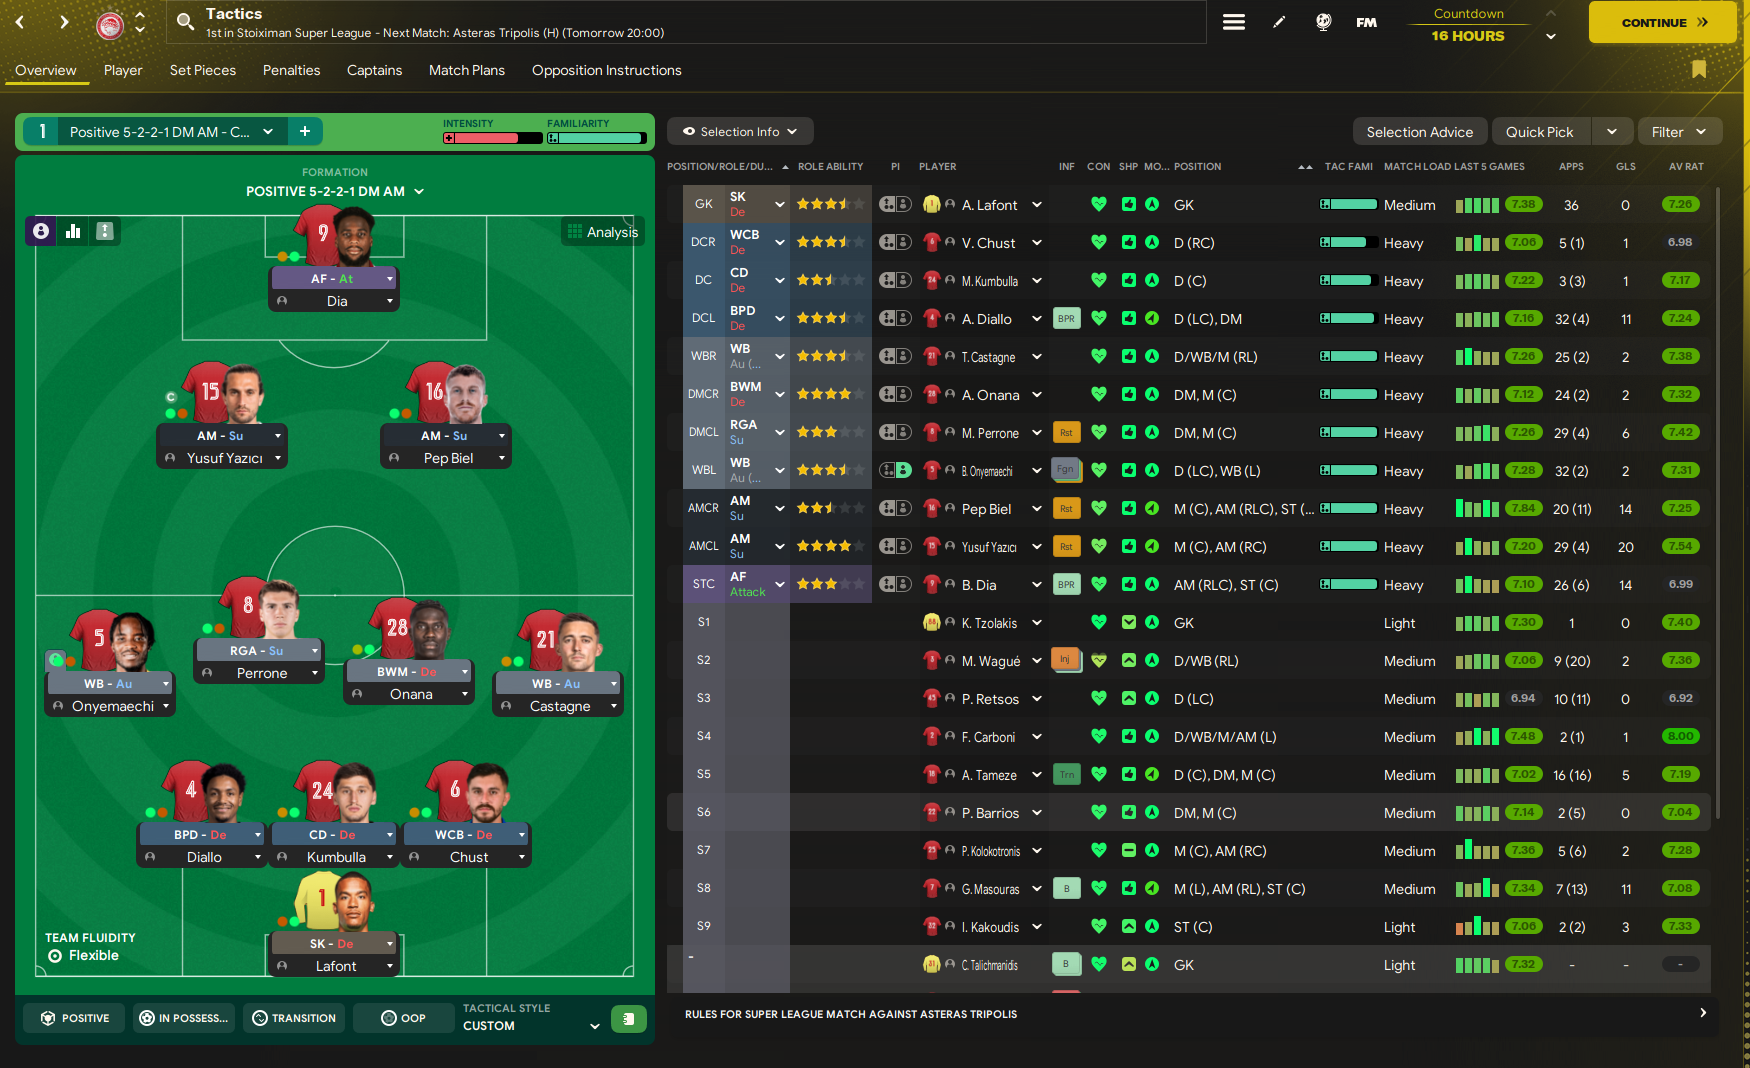 Tactics
1st in Stoiximan Super League - Next Match: Asteras Tripolis (H) (Tomorrow 20:00)
FM
Countdown
16 HOURS
CONTINUE
Overview Player Set Pieces Penalties Captains Match Plans Opposition Instructions
1 Positive 5-2-2-1 DM AM - C... +
INTENSITY FAMILIARITY
FORMATION
POSITIVE 5-2-2-1 DM AM
Analysis
9
AF - At
Dia
15
C
AM - Su
Yusuf Yazıcı
16
AM - Su
Pep Biel
8
RGA - Su
Perrone
28
BWM - De
Onana
5
WB - Au
Onyemaechi
21
WB - Au
Castagne
4
BPD - De
Diallo
24
CD - De
Kumbulla
6
WCB - De
Chust
1
SK - De
Lafont
TEAM FLUIDITY
Flexible
POSITIVE IN POSSESS... TRANSITION OOP
TACTICAL STYLE
CUSTOM
Selection Info
Selection Advice Quick Pick Filter
POSITION/ROLE/DU... ROLE ABILITY PI PLAYER INF CON SHP MO... POSITION TAC FAMI MATCH LOAD LAST 5 GAMES APPS GLS AV RAT
GK SK De A. Lafont GK Medium 7.38 36 0 7.26
DCR WCB De V. Chust D (RC) Heavy 7.06 5 (1) 1 6.98
DC CD De M. Kumbulla D (C) Heavy 7.22 3 (3) 1 7.17
DCL BPD De A. Diallo BPR D (LC), DM Heavy 7.16 32 (4) 11 7.24
WBR WB Au (... T. Castagne D/WB/M (RL) Heavy 7.26 25 (2) 2 7.38
DMCR BWM De A. Onana DM, M (C) Heavy 7.12 24 (2) 2 7.32
DMCL RGA Su M. Perrone Rst DM, M (C) Heavy 7.26 29 (4) 6 7.42
WBL WB Au (... B. Onyemaechi Fgn D (LC), WB (L) Heavy 7.28 32 (2) 2 7.31
AMCR AM Su Pep Biel Rst M (C), AM (RLC), ST (... Heavy 7.84 20 (11) 14 7.25
AMCL AM Su Yusuf Yazıcı Rst M (C), AM (RC) Heavy 7.20 29 (4) 20 7.54
STC AF Attack B. Dia BPR AM (RLC), ST (C) Heavy 7.10 26 (6) 14 6.99
S1 K. Tzolakis GK Light 7.30 1 0 7.40
S2 M. Wagué Inj D/WB (RL) Medium 7.06 9 (20) 2 7.36
S3 P. Retsos D (LC) Medium 6.94 10 (11) 0 6.92
S4 F. Carboni D/WB/M/AM (L) Medium 7.48 2 (1) 1 8.00
S5 A. Tameze Trn D (C), DM, M (C) Medium 7.02 16 (16) 5 7.19
S6 P. Barrios DM, M (C) Medium 7.14 2 (5) 0 7.04
S7 P. Kolokotronis M (C), AM (RC) Medium 7.36 5 (6) 2 7.28
S8 G. Masouras B M (L), AM (RL), ST (C) Medium 7.34 7 (13) 11 7.08
S9 I. Kakoudis ST (C) Light 7.06 2 (2) 3 7.33
- C. Talichmanidis B GK Light 7.32 - - -
RULES FOR SUPER LEAGUE MATCH AGAINST ASTERAS TRIPOLIS